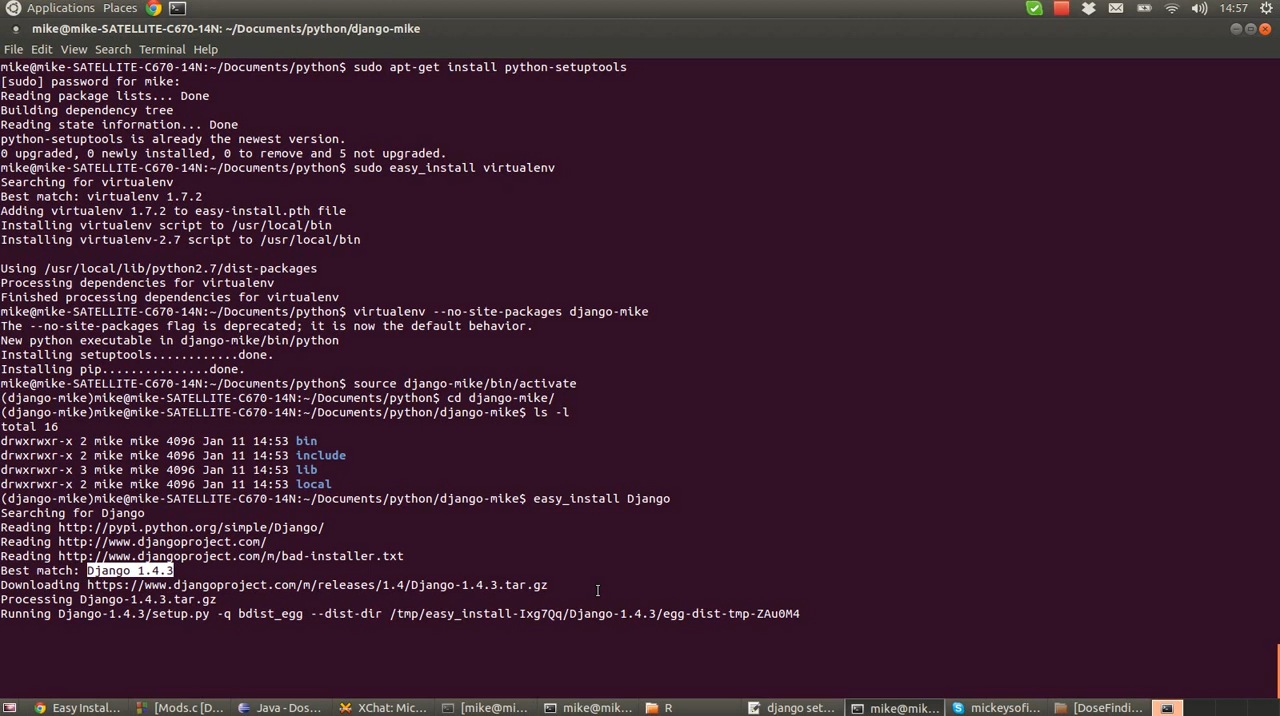 Applications Places 14:57
mike@mike-SATELLITE-C670-14N: ~/Documents/python/django-mike
File Edit View Search Terminal Help
mike@mike-SATELLITE-C670-14N:~/Documents/python$ sudo apt-get install python-setuptools
[sudo] password for mike:
Reading package lists... Done
Building dependency tree
Reading state information... Done
python-setuptools is already the newest version.
0 upgraded, 0 newly installed, 0 to remove and 5 not upgraded.
mike@mike-SATELLITE-C670-14N:~/Documents/python$ sudo easy_install virtualenv
Searching for virtualenv
Best match: virtualenv 1.7.2
Adding virtualenv 1.7.2 to easy-install.pth file
Installing virtualenv script to /usr/local/bin
Installing virtualenv-2.7 script to /usr/local/bin
Using /usr/local/lib/python2.7/dist-packages
Processing dependencies for virtualenv
Finished processing dependencies for virtualenv
mike@mike-SATELLITE-C670-14N:~/Documents/python$ virtualenv --no-site-packages django-mike
The --no-site-packages flag is deprecated; it is now the default behavior.
New python executable in django-mike/bin/python
Installing setuptools............done.
Installing pip...............done.
mike@mike-SATELLITE-C670-14N:~/Documents/python$ source django-mike/bin/activate
(django-mike)mike@mike-SATELLITE-C670-14N:~/Documents/python$ cd django-mike/
(django-mike)mike@mike-SATELLITE-C670-14N:~/Documents/python/django-mike$ ls -l
total 16
drwxrwxr-x 2 mike mike 4096 Jan 11 14:53 bin
drwxrwxr-x 2 mike mike 4096 Jan 11 14:53 include
drwxrwxr-x 3 mike mike 4096 Jan 11 14:53 lib
drwxrwxr-x 2 mike mike 4096 Jan 11 14:53 local
(django-mike)mike@mike-SATELLITE-C670-14N:~/Documents/python/django-mike$ easy_install Django
Searching for Django
Reading http://pypi.python.org/simple/Django/
Reading http://www.djangoproject.com/
Reading http://www.djangoproject.com/m/bad-installer.txt
Best match: Django 1.4.3
Downloading https://www.djangoproject.com/m/releases/1.4/Django-1.4.3.tar.gz
Processing Django-1.4.3.tar.gz
Running Django-1.4.3/setup.py -q bdist_egg --dist-dir /tmp/easy_install-Ixg7Qq/Django-1.4.3/egg-dist-tmp-ZAu0M4
Easy Instal... [Mods.c [D... Java - Dos... XChat: Mic... [mike@mi... mike@mik... R django set... mike@mik... mickeysofi... [DoseFindi...